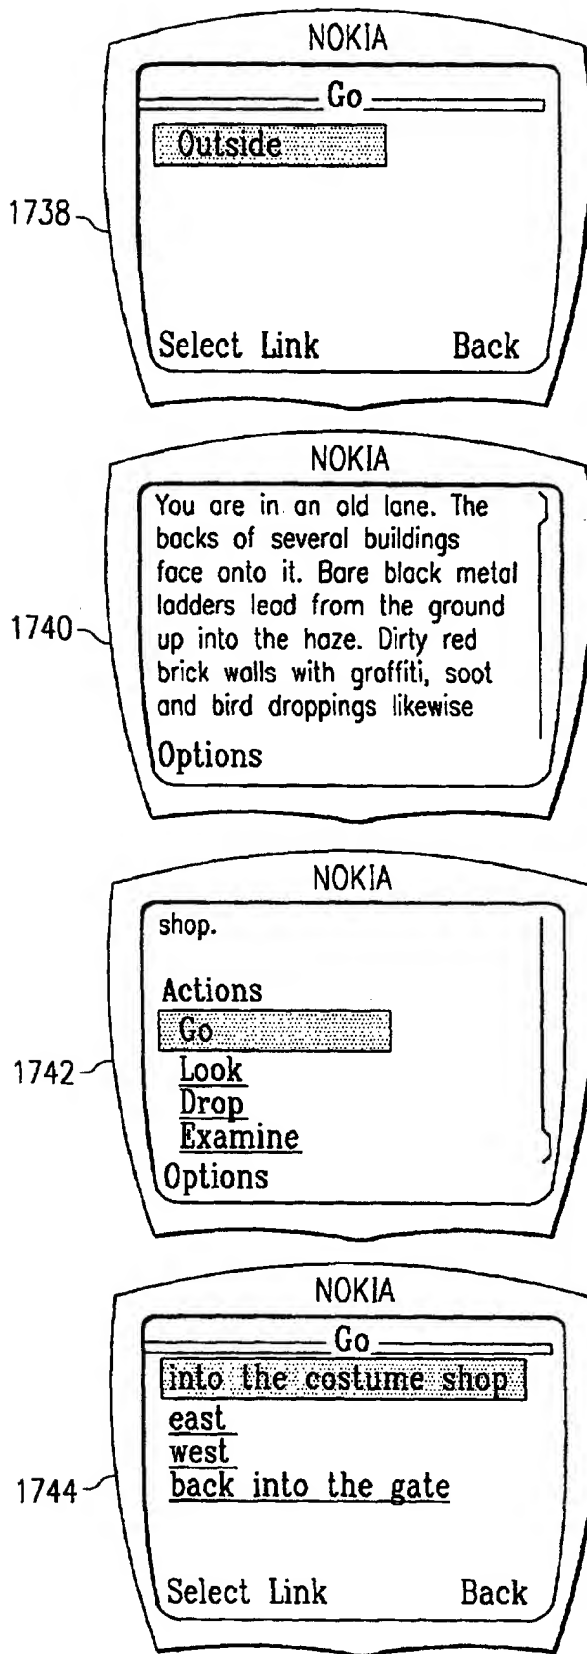 NOKIA
Go
Outside
1738
Select Link Back
NOKIA
You are in an old lane. The
backs of several buildings
face onto it. Bare black metal
ladders lead from the ground
1740
up into the haze. Dirty red
brick walls with graffiti, soot
and bird droppings likewise
Options
NOKIA
shop.
Actions
Go
1742
Look
Drop
Examine
Options
NOKIA
Go
into the costume shop
east
west
1744
back into the gate
Select Link Back